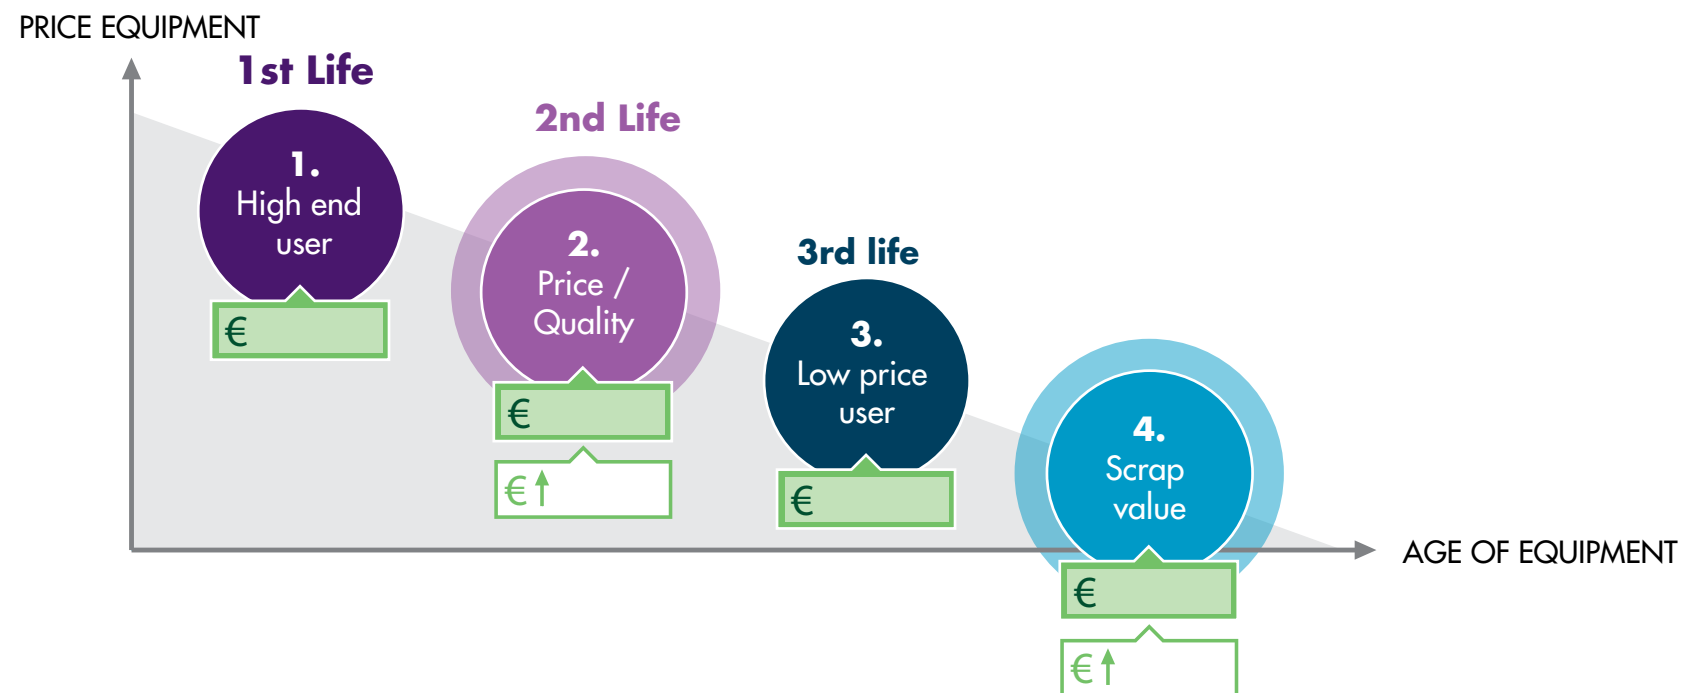 PRICE EQUIPMENT
1st Life
1.
High end
user
€
2nd Life
2.
Price /
Quality
€
€
3rd life
3.
Low price
user
€
4.
Scrap
value
€
€
AGE OF EQUIPMENT